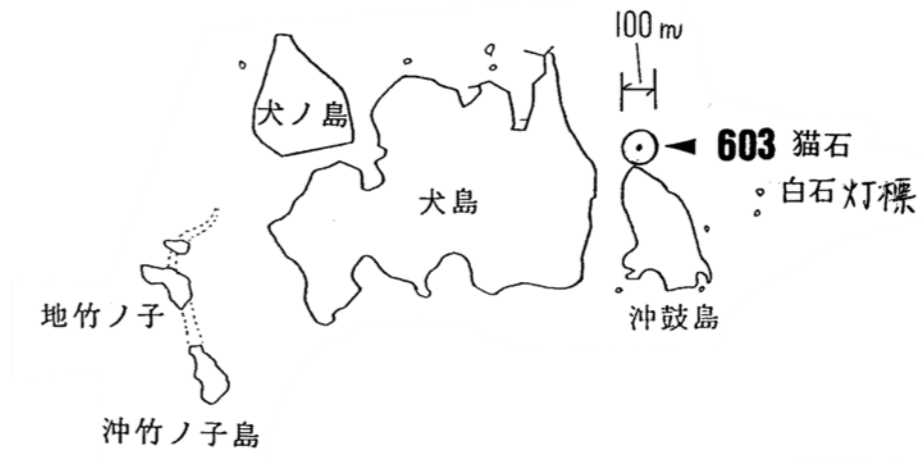 100m
犬ノ島
603 猫石
犬島
白石灯標
地竹ノ子
沖鼓島
沖竹ノ子島